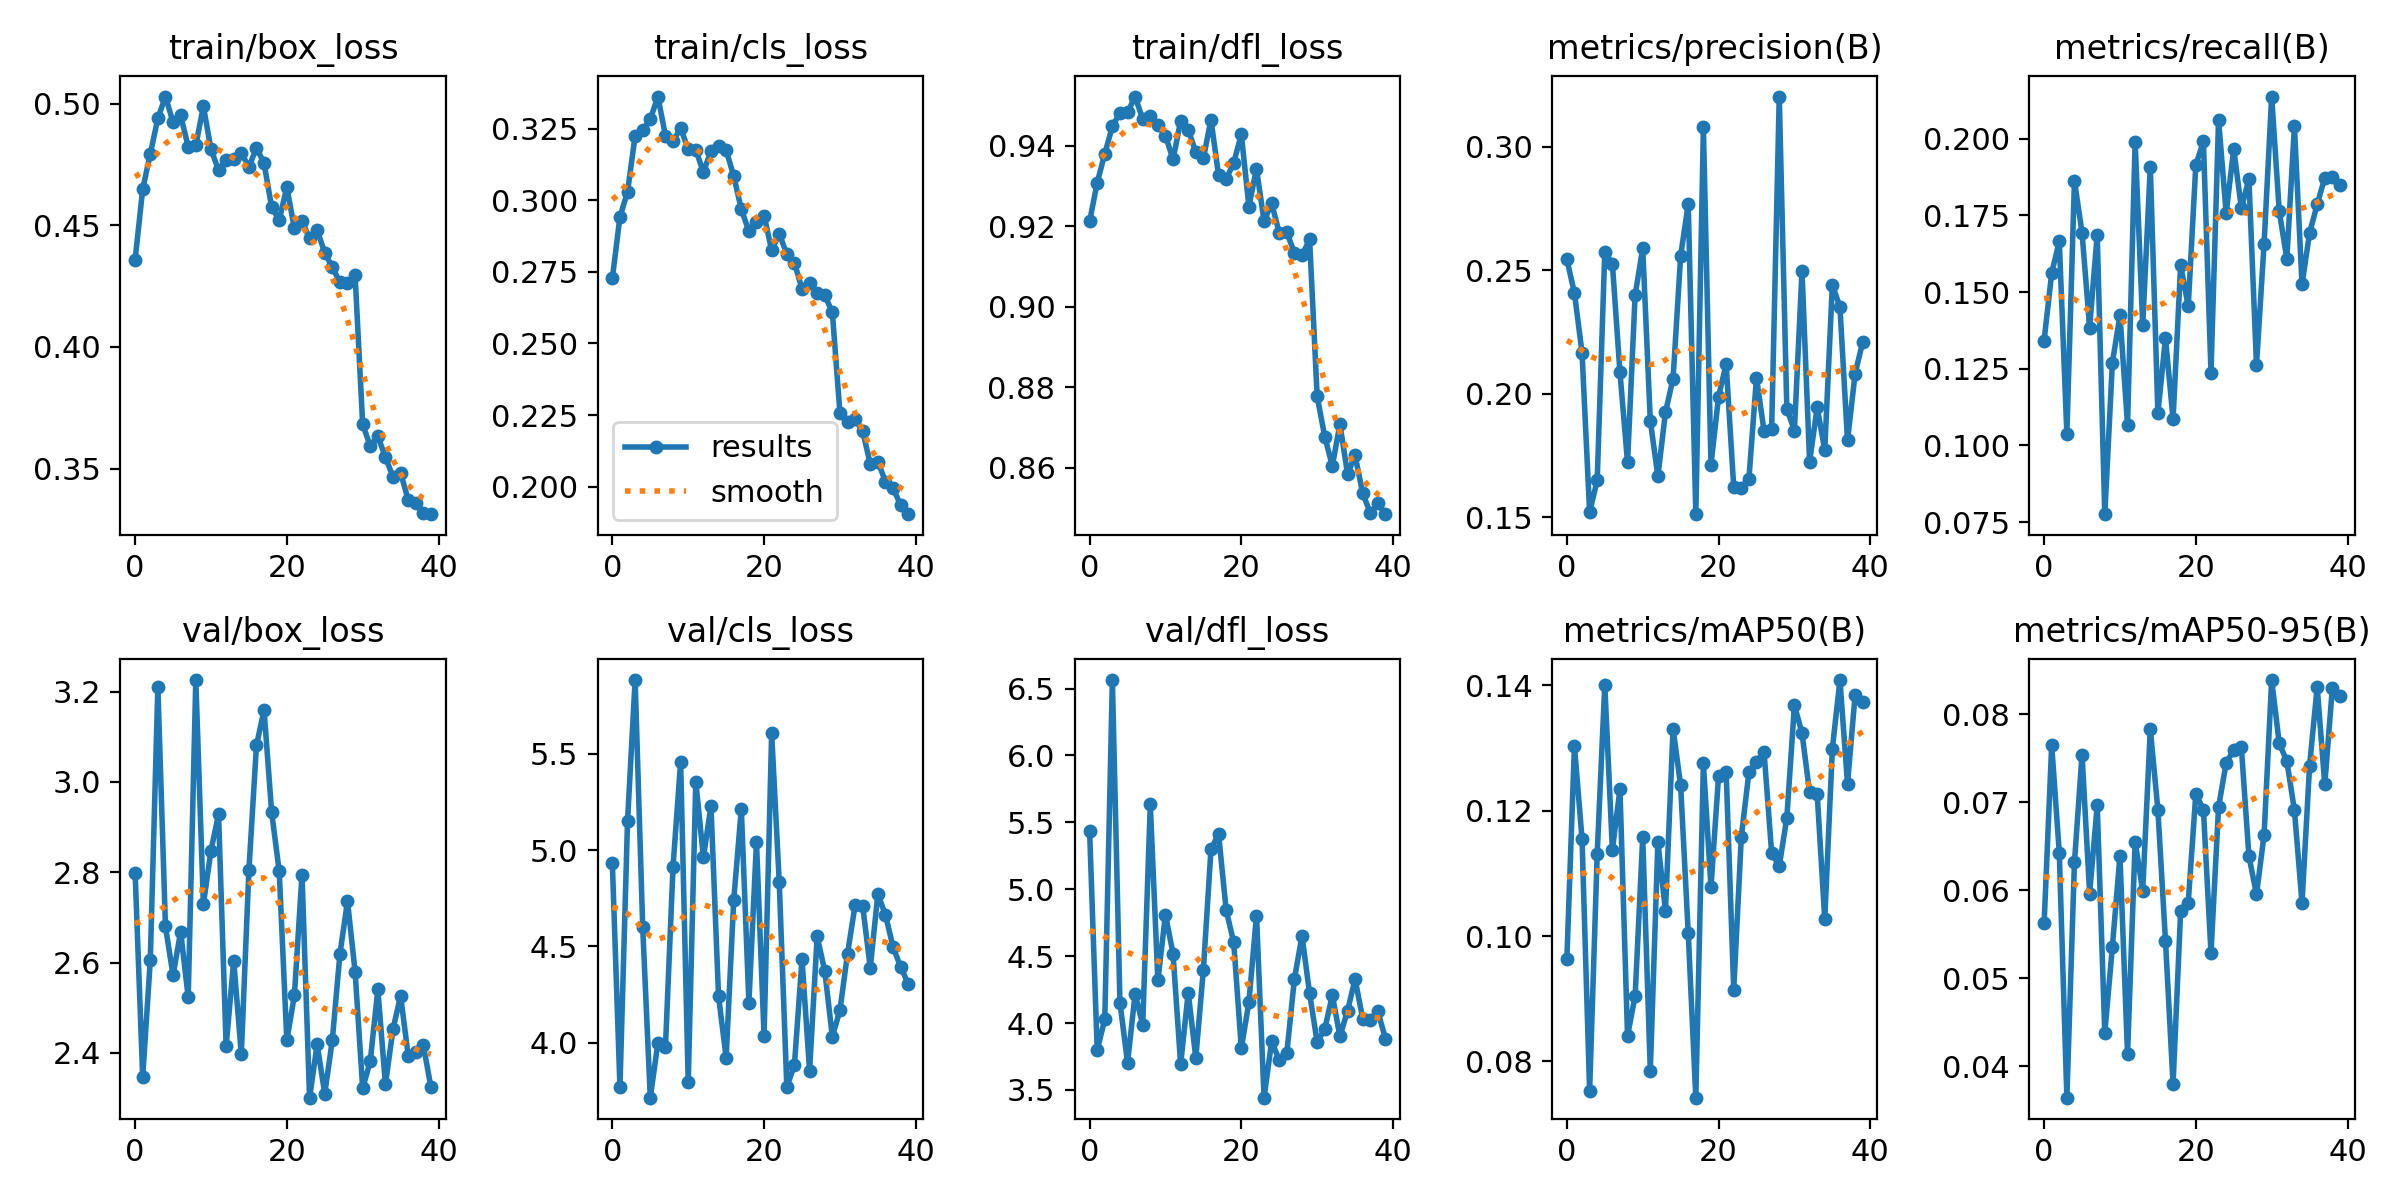 train/box_loss
train/cls_loss
train/dfl_loss
metrics/precision(B)
metrics/recall(B)
0.50
0.45
0.40
0.35
0 20 40
0.325
0.300
0.275
0.250
0.225
0.200
results
smooth
0 20 40
0.94
0.92
0.90
0.88
0.86
0 20 40
0.30
0.25
0.20
0.15
0 20 40
0.200
0.175
0.150
0.125
0.100
0.075
0 20 40
val/box_loss
val/cls_loss
val/dfl_loss
metrics/mAP50(B)
metrics/mAP50-95(B)
3.2
3.0
2.8
2.6
2.4
0 20 40
5.5
5.0
4.5
4.0
0 20 40
6.5
6.0
5.5
5.0
4.5
4.0
3.5
0 20 40
0.14
0.12
0.10
0.08
0 20 40
0.08
0.07
0.06
0.05
0.04
0 20 40